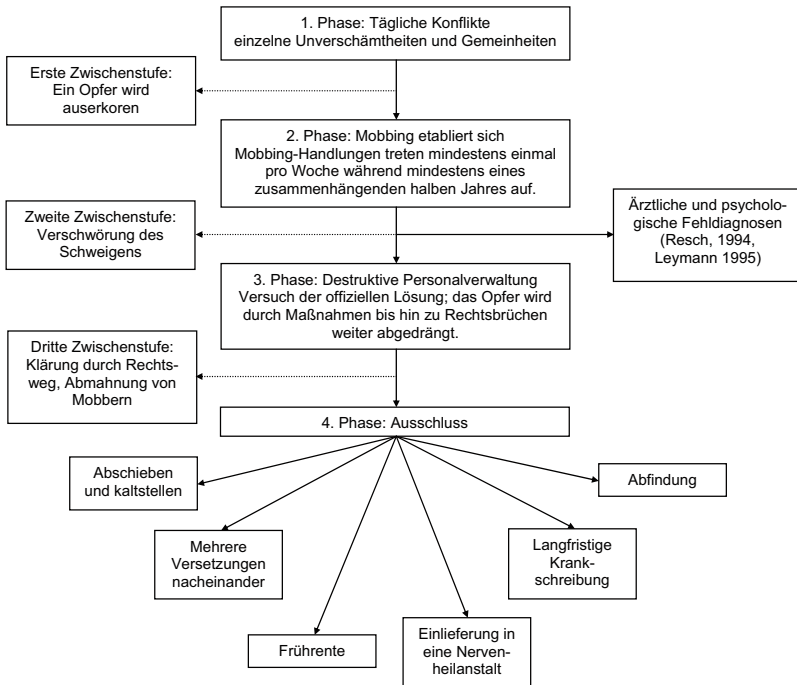 1. Phase: Tägliche Konflikte
einzelne Unverschämtheiten und Gemeinheiten
Erste Zwischenstufe:
Ein Opfer wird
auserkoren
2. Phase: Mobbing etabliert sich
Mobbing-Handlungen treten mindestens einmal
pro Woche während mindestens eines
zusammenhängenden halben Jahres auf.
Zweite Zwischenstufe:
Verschwörung des
Schweigens
Ärztliche und psycholo-
gische Fehldiagnosen
(Resch, 1994,
Leymann 1995)
3. Phase: Destruktive Personalverwaltung
Versuch der offiziellen Lösung; das Opfer wird
durch Maßnahmen bis hin zu Rechtsbrüchen
weiter abgedrängt.
Dritte Zwischenstufe:
Klärung durch Rechts-
weg, Abmahnung von
Mobbern
4. Phase: Ausschluss
Abschieben
und kaltstellen
Abfindung
Mehrere
Versetzungen
nacheinander
Langfristige
Krank-
schreibung
Frührente
Einlieferung in
eine Nerven-
heilanstalt